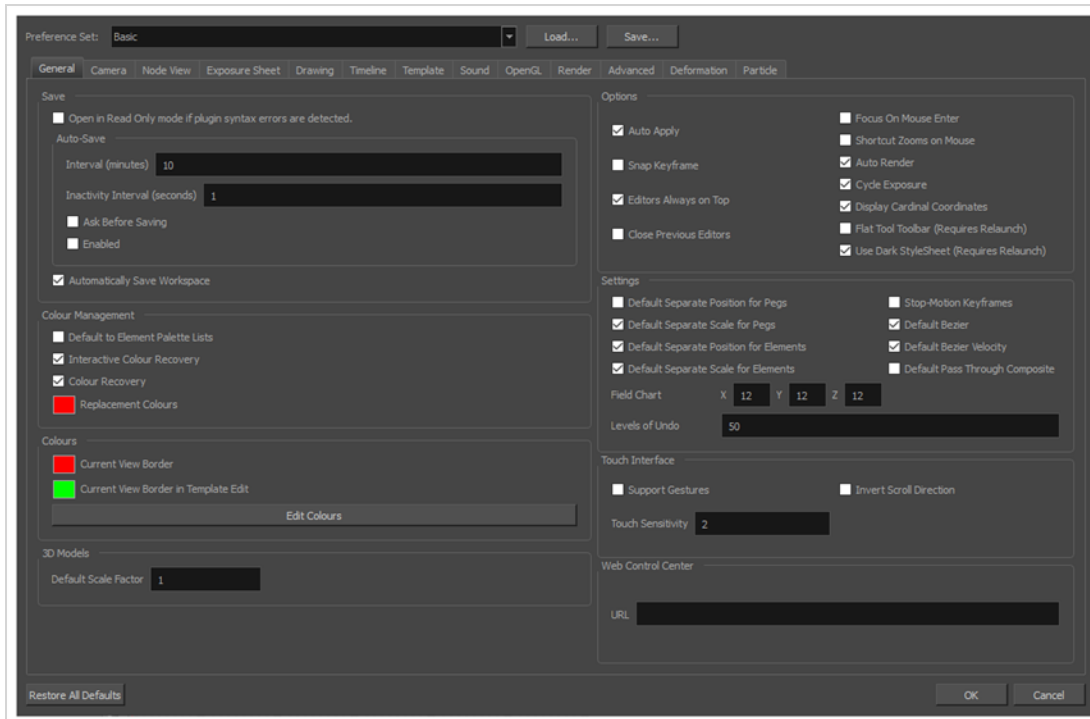 Preference Set: Basic Load... Save...
General Camera Node View Exposure Sheet Drawing Timeline Template Sound OpenGL Render Advanced Deformation Particle
Save
Open in Read Only mode if plugin syntax errors are detected.
Auto-Save
Interval (minutes) 10
Inactivity Interval (seconds) 1
Ask Before Saving
Enabled
Automatically Save Workspace
Colour Management
Default to Element Palette Lists
Interactive Colour Recovery
Colour Recovery
Replacement Colours
Colours
Current View Border
Current View Border in Template Edit
Edit Colours
3D Models
Default Scale Factor 1
Options
Auto Apply
Snap Keyframe
Editors Always on Top
Close Previous Editors
Focus On Mouse Enter
Shortcut Zooms on Mouse
Auto Render
Cycle Exposure
Display Cardinal Coordinates
Flat Tool Toolbar (Requires Relaunch)
Use Dark StyleSheet (Requires Relaunch)
Settings
Default Separate Position for Pegs
Default Separate Scale for Pegs
Default Separate Position for Elements
Default Separate Scale for Elements
Stop-Motion Keyframes
Default Bezier
Default Bezier Velocity
Default Pass Through Composite
Field Chart X 12 Y 12 Z 12
Levels of Undo 50
Touch Interface
Support Gestures Invert Scroll Direction
Touch Sensitivity 2
Web Control Center
URL
Restore All Defaults OK Cancel